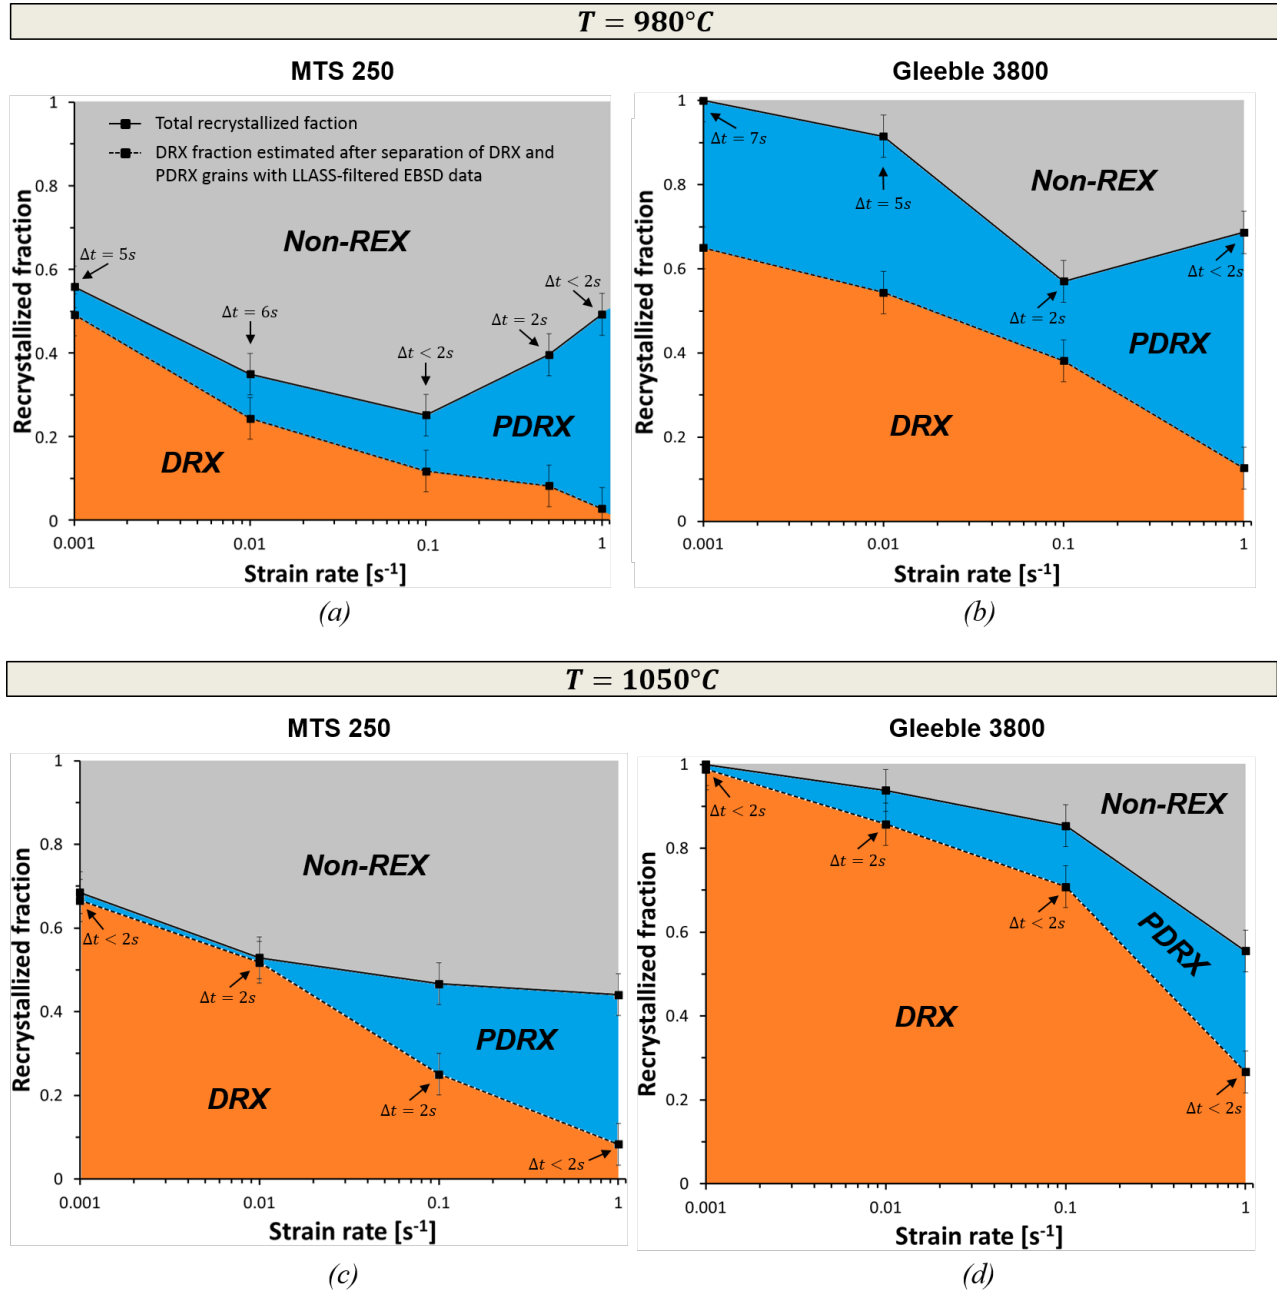 T = 980°C
MTS 250
Gleeble 3800
1
0.8
0.6
0.4
0.2
0
Recrystallized fraction
Total recrystallized faction
DRX fraction estimated after separation of DRX and
PDRX grains with LLASS-filtered EBSD data
Non-REX
Δt = 5s
Δt = 6s
Δt < 2s
Δt = 2s
Δt < 2s
PDRX
DRX
0.001
0.01
0.1
1
Strain rate [s-1]
(a)
1
0.8
0.6
0.4
0.2
0
Recrystallized fraction
Δt = 7s
Δt = 5s
Non-REX
Δt < 2s
Δt = 2s
PDRX
DRX
0.001
0.01
0.1
1
Strain rate [s-1]
(b)
T = 1050°C
MTS 250
Gleeble 3800
1
0.8
0.6
0.4
0.2
0
Recrystallized fraction
Non-REX
Δt < 2s
Δt = 2s
PDRX
DRX
Δt = 2s
Δt < 2s
0.001
0.01
0.1
1
Strain rate [s-1]
(c)
1
0.8
0.6
0.4
0.2
0
Recrystallized fraction
Non-REX
Δt < 2s
Δt = 2s
Δt < 2s
PDRX
DRX
Δt < 2s
0.001
0.01
0.1
1
Strain rate [s-1]
(d)